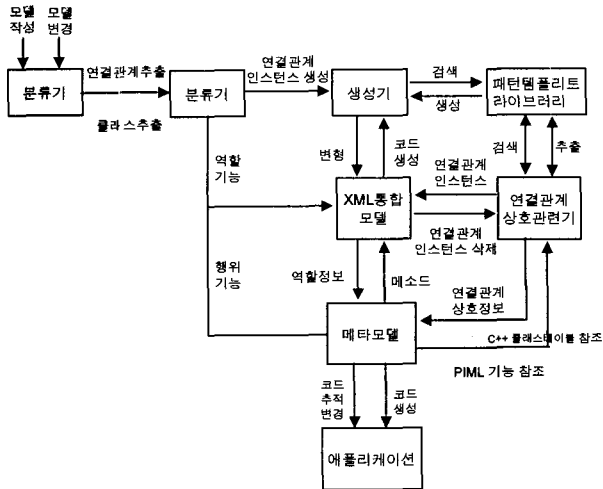 모델
작성
모델
변경
분류기
연결관계추출
클래스추출
분류기
연결관계
인스턴스 생성
생성기
검색
생성
패턴템플리트
라이브러리
역할
기능
변형
코드
생성
연결관계
인스턴스
검색
추출
XML통합
모델
연결관계
인스턴스 삭제
연결관계
상호관련기
행위
기능
역할정보
메소드
연결관계
상호정보
메타모델
C++ 클래스테이블 참조
PIML 기능 참조
코드
추적
변경
코드
생성
애플리케이션